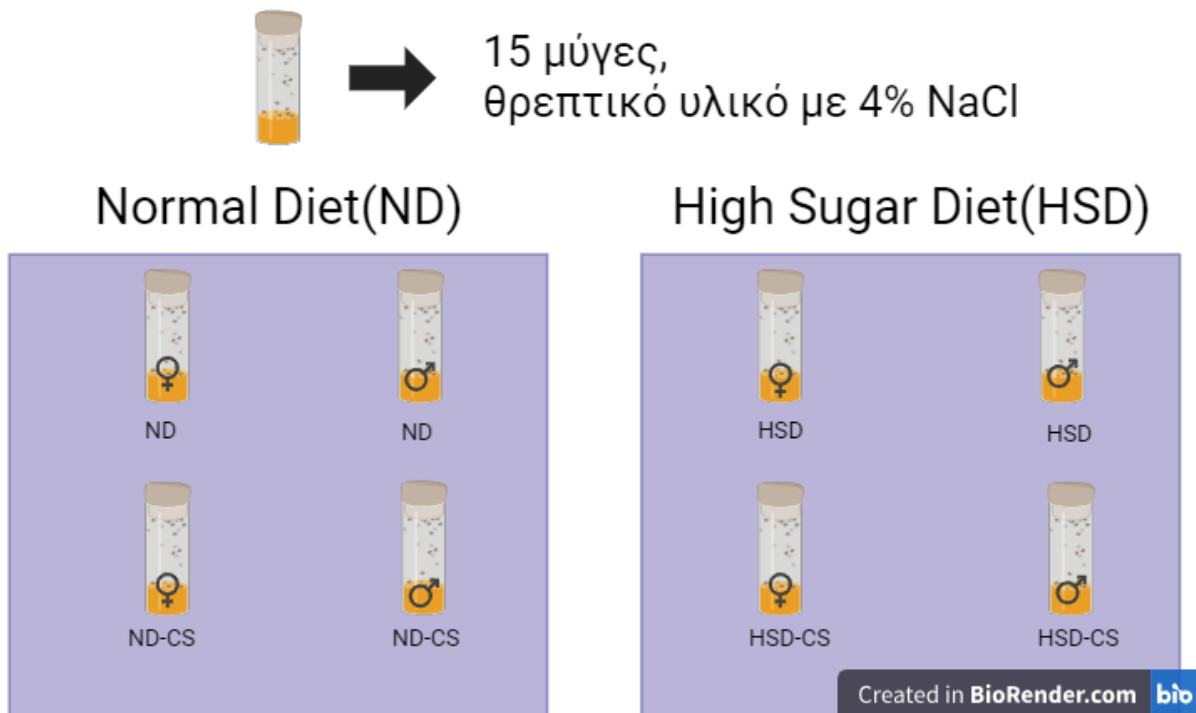 15 μύγες,
θρεπτικό υλικό με 4% NaCl
Normal Diet(ND)
High Sugar Diet(HSD)
ND
ND
HSD
HSD
ND-CS
ND-CS
HSD-CS
HSD-CS
Created in BioRender.com bio